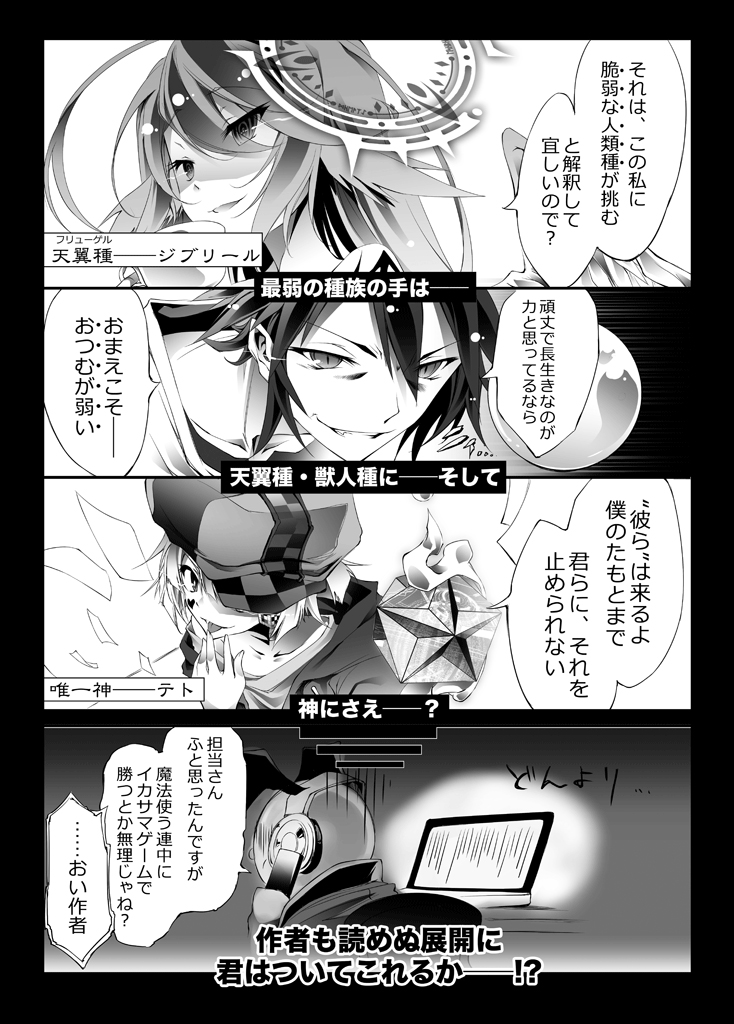 それは、この私に
脆弱な人類種が挑む
と解釈して
宜しいので？
フリューゲル
天翼種――ジブリール
最弱の種族の手は――
頑丈で長生きなのが
力と思ってるなら
おまえこそ――
おつむが弱い
天翼種・獣人種に――そして
〝彼ら〟は来るよ
僕のたもとまで
君らに、それを
止められない
唯一神――テト
神にさえ――？
どんより…
担当さん
ふと思ったんですが
魔法使う連中に
イカサマゲームで
勝つとか無理じゃね？
……おい作者
作者も読めぬ展開に
君はついてこれるか――!?